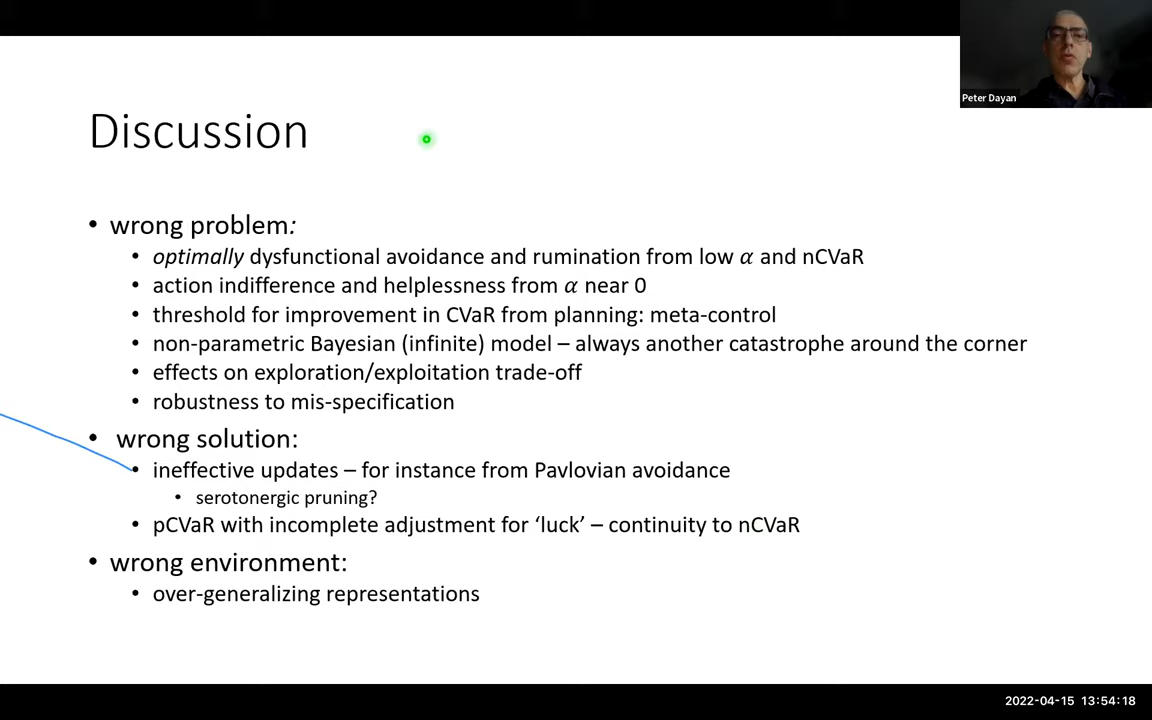 Peter Dayan
Discussion
• wrong problem:
• optimally dysfunctional avoidance and rumination from low α and nCVaR
• action indifference and helplessness from α near 0
• threshold for improvement in CVaR from planning: meta-control
• non-parametric Bayesian (infinite) model – always another catastrophe around the corner
• effects on exploration/exploitation trade-off
• robustness to mis-specification
• wrong solution:
• ineffective updates – for instance from Pavlovian avoidance
• serotonergic pruning?
• pCVaR with incomplete adjustment for ‘luck’ – continuity to nCVaR
• wrong environment:
• over-generalizing representations
2022-04-15 13:54:18